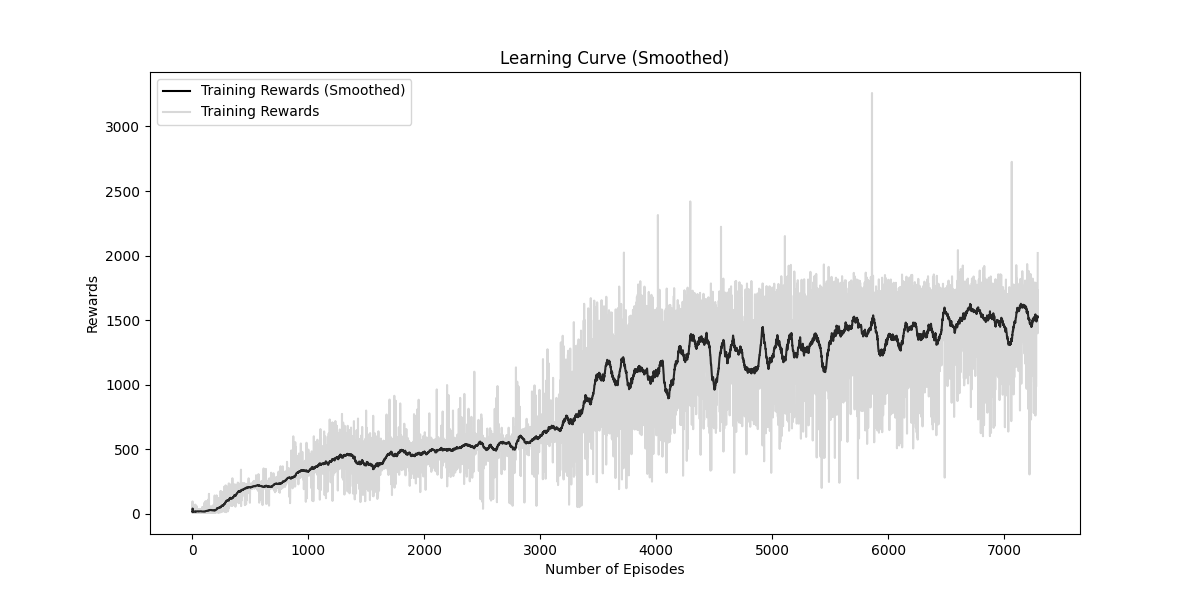 Learning Curve (Smoothed)
Training Rewards (Smoothed)
Training Rewards
3000
2500
2000
1500
1000
500
0
Rewards
0 1000 2000 3000 4000 5000 6000 7000
Number of Episodes